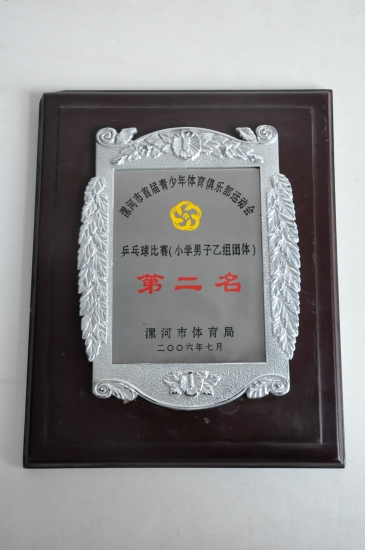 漯河市首届青少年体育俱乐部运动会
乒乓球比赛(小学男子乙组团体)
第二名
漯河市体育局
二〇〇六年七月